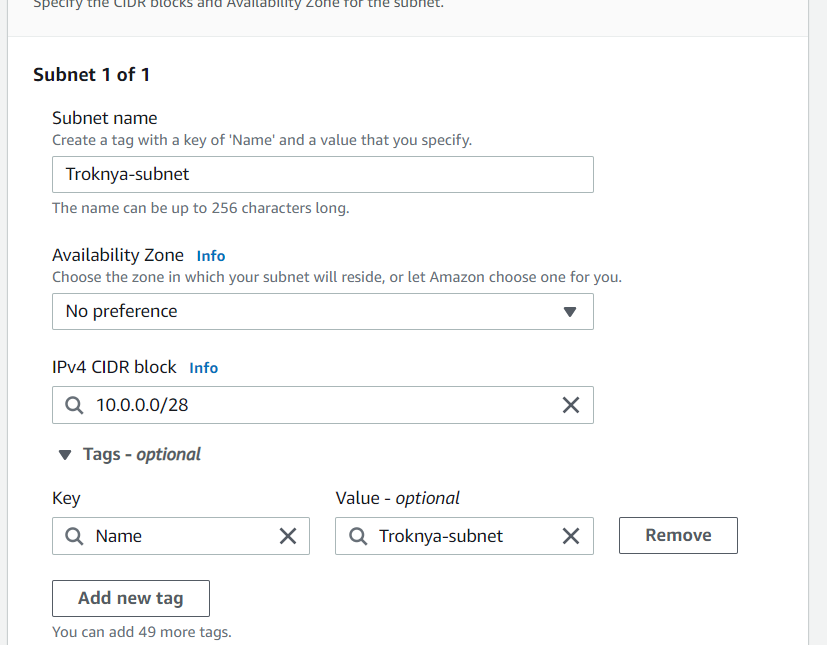 Specify the CIDR blocks and Availability Zone for the subnet.
Subnet 1 of 1
Subnet name
Create a tag with a key of 'Name' and a value that you specify.
Troknya-subnet
The name can be up to 256 characters long.
Availability Zone Info
Choose the zone in which your subnet will reside, or let Amazon choose one for you.
No preference
IPv4 CIDR block Info
10.0.0.0/28
Tags - optional
Key Value - optional
Name Troknya-subnet Remove
Add new tag
You can add 49 more tags.